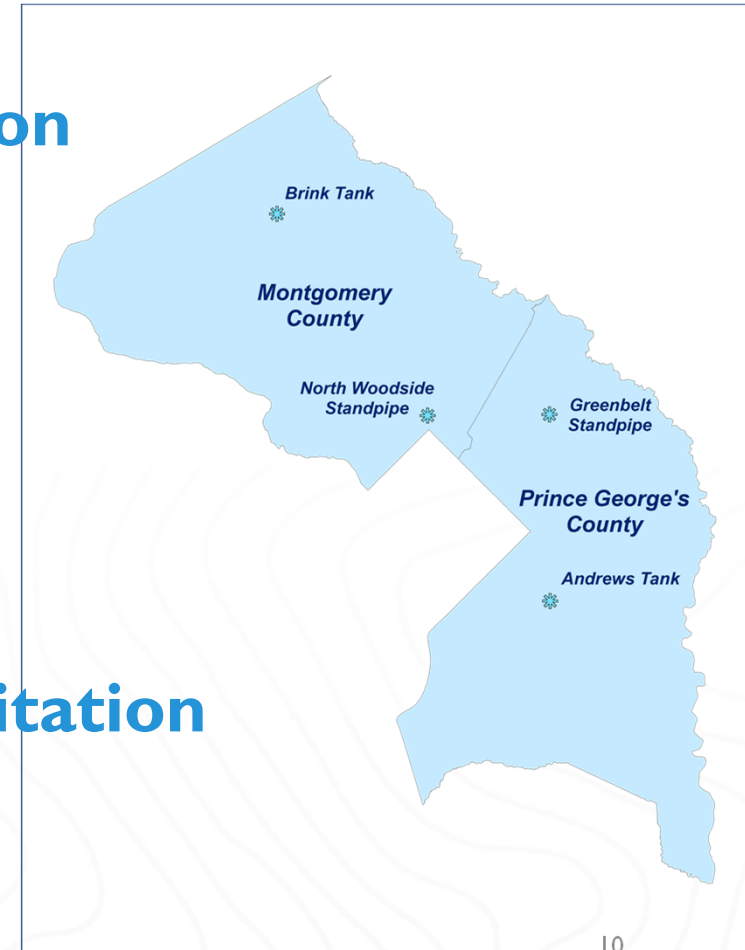 on
Brink Tank
Montgomery
County
North Woodside
Standpipe
Greenbelt
Standpipe
Prince George's
County
Andrews Tank
itation
10